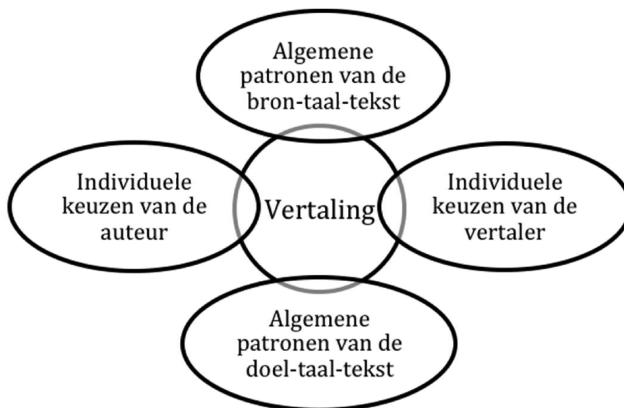 Algemene
patronen van de
bron-taal-tekst
Individuele
keuzen van de
auteur
Vertaling
Individuele
keuzen van de
vertaler
Algemene
patronen van de
doel-taal-tekst